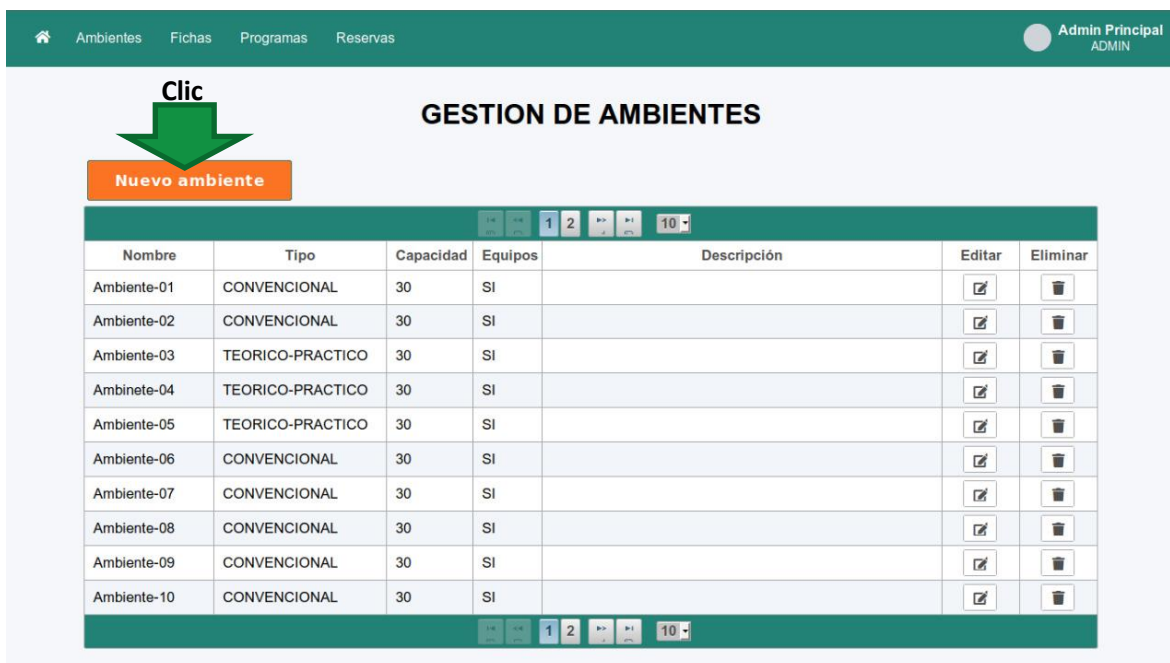 Ambientes Fichas Programas Reservas Admin Principal
ADMIN
Clic
GESTION DE AMBIENTES
Nuevo ambiente
1 2 10
Nombre Tipo Capacidad Equipos Descripción Editar Eliminar
Ambiente-01 CONVENCIONAL 30 SI
Ambiente-02 CONVENCIONAL 30 SI
Ambiente-03 TEORICO-PRACTICO 30 SI
Ambinete-04 TEORICO-PRACTICO 30 SI
Ambiente-05 TEORICO-PRACTICO 30 SI
Ambiente-06 CONVENCIONAL 30 SI
Ambiente-07 CONVENCIONAL 30 SI
Ambiente-08 CONVENCIONAL 30 SI
Ambiente-09 CONVENCIONAL 30 SI
Ambiente-10 CONVENCIONAL 30 SI
1 2 10